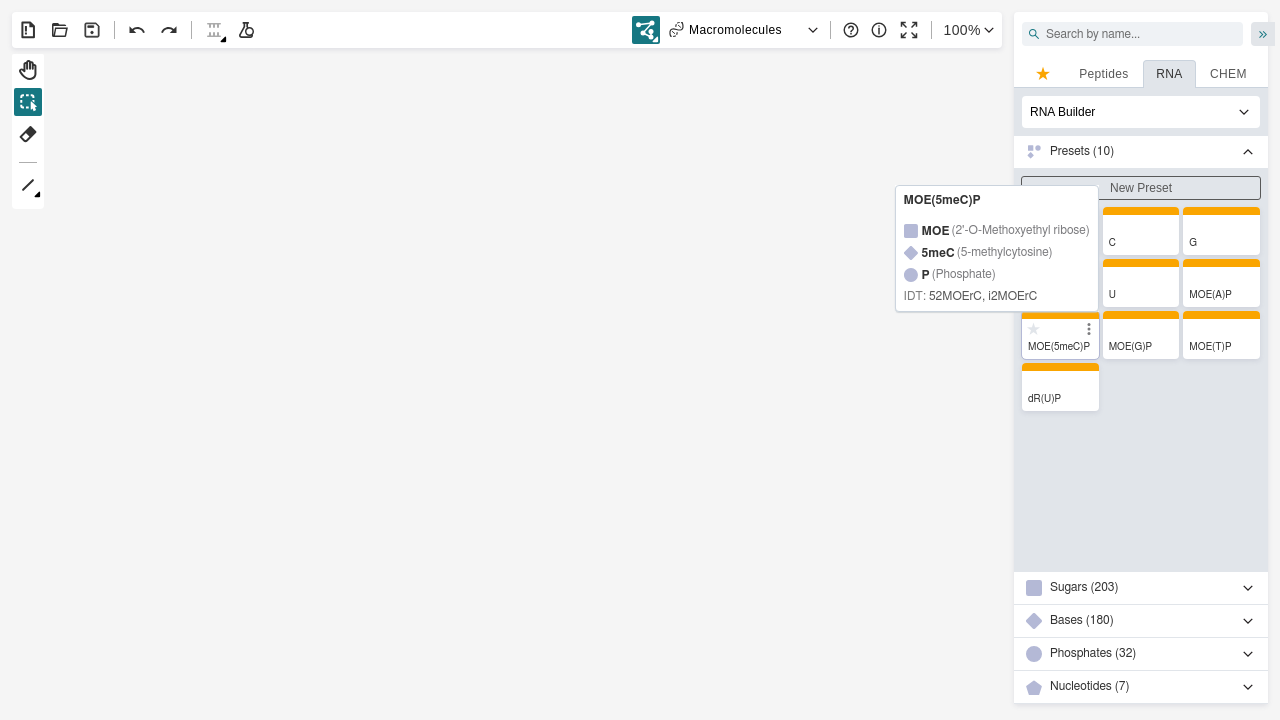 Macromolecules
100%
Search by name...
Peptides
RNA
CHEM
RNA Builder
Presets (10)
New Preset
MOE(5meC)P
MOE (2'-O-Methoxyethyl ribose)
5meC (5-methylcytosine)
P (Phosphate)
IDT: 52MOErC, i2MOErC
C
G
U
MOE(A)P
MOE(5meC)P
MOE(G)P
MOE(T)P
dR(U)P
Sugars (203)
Bases (180)
Phosphates (32)
Nucleotides (7)